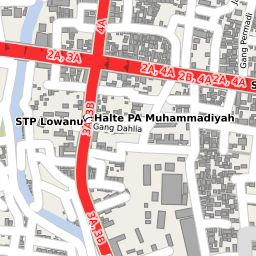 4A
Gang Permadi
2A, 3A
2A, 4A
2B, 4A
2A, 4A
STP Lowanu
Halte PA Muhammadiyah
Gang Dahlia
3A, 3B
3A, 3B